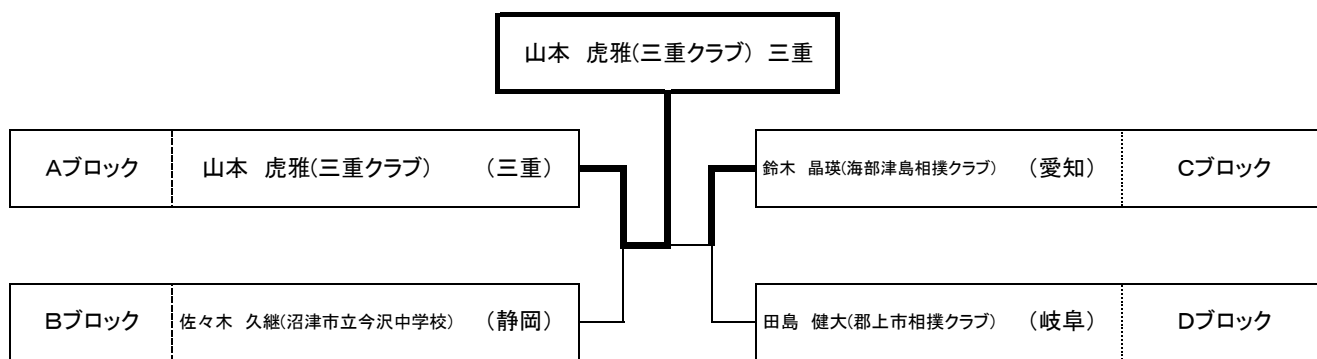 山本　虎雅(三重クラブ)　三重
Aブロック　山本　虎雅(三重クラブ)　（三重）
鈴木　晶瑛(海部津島相撲クラブ)　（愛知）　Cブロック
Bブロック　佐々木　久継(沼津市立今沢中学校)　（静岡）
田島　健大(郡上市相撲クラブ)　（岐阜）　Dブロック